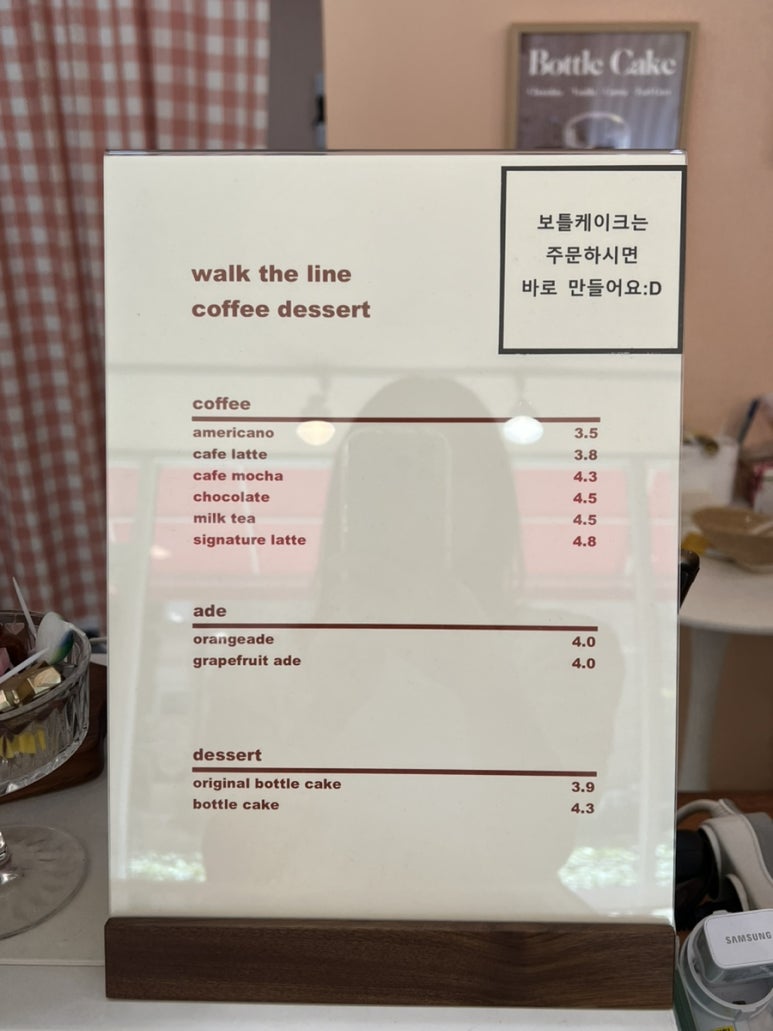 Bottle Cake
보틀케이크는
주문하시면
바로 만들어요:D
walk the line
coffee dessert
coffee
americano 3.5
cafe latte 3.8
cafe mocha 4.3
chocolate 4.5
milk tea 4.5
signature latte 4.8
ade
orangeade 4.0
grapefruit ade 4.0
dessert
original bottle cake 3.9
bottle cake 4.3
SAMSUNG